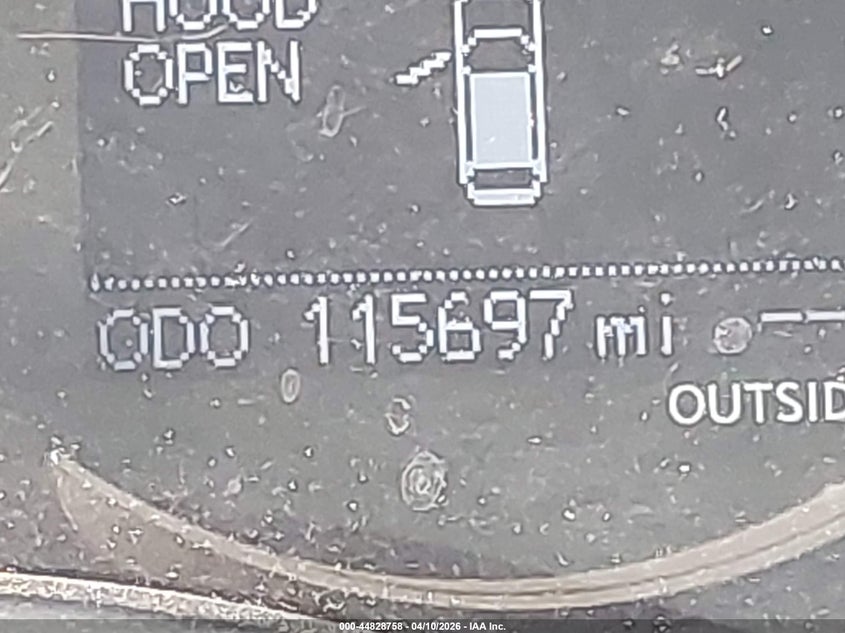 HOOD
OPEN
ODO 115697 mi
OUTSID
000-44828758 - 04/10/2026 - IAA Inc.